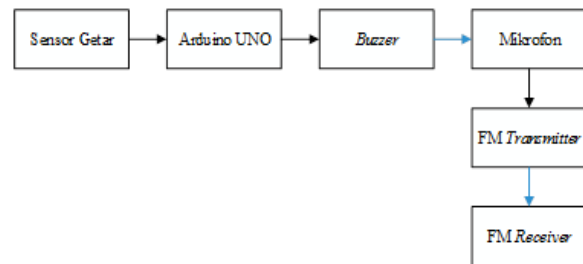 Sensor Getar
Arduino UNO
Buzzer
Mikrofon
FM Transmitter
FM Receiver